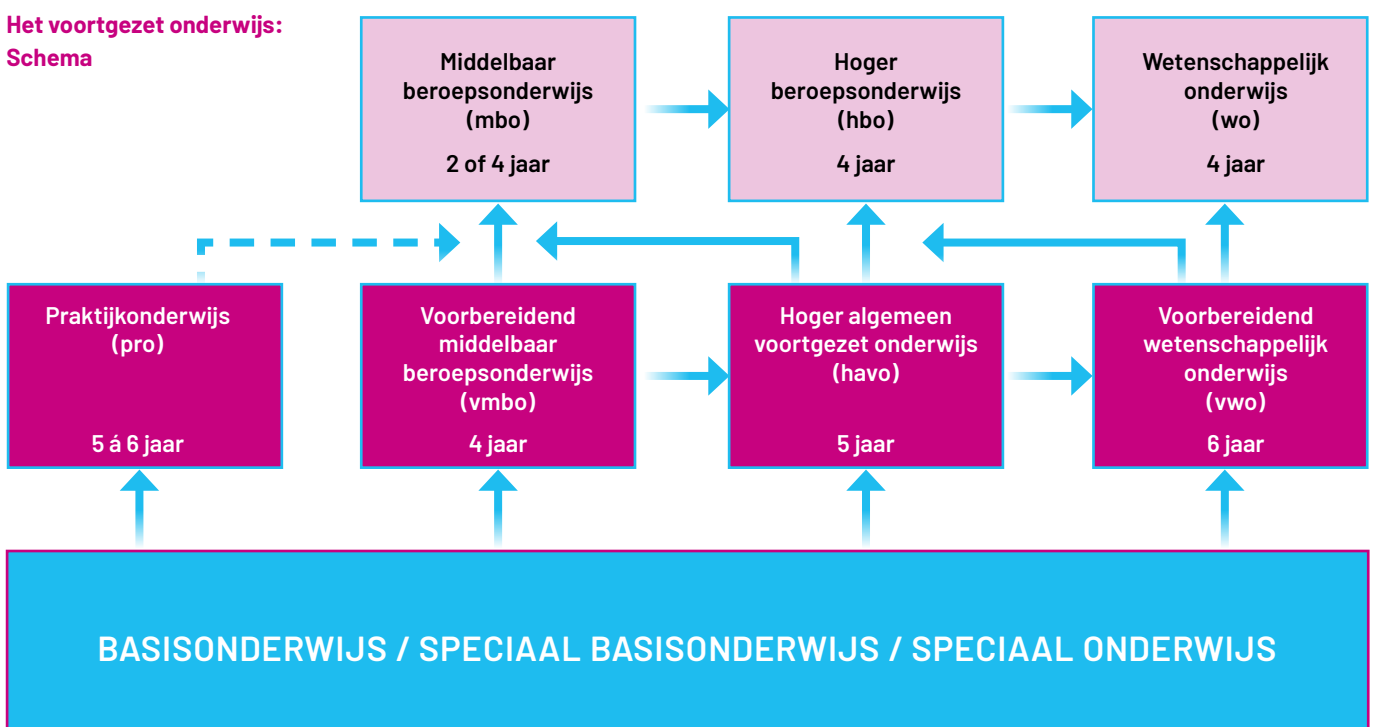 Het voortgezet onderwijs:
Schema
Middelbaar
beroepsonderwijs
(mbo)
2 of 4 jaar
Hoger
beroepsonderwijs
(hbo)
4 jaar
Wetenschappelijk
onderwijs
(wo)
4 jaar
Praktijkonderwijs
(pro)
5 á 6 jaar
Voorbereidend
middelbaar
beroepsonderwijs
(vmbo)
4 jaar
Hoger algemeen
voortgezet onderwijs
(havo)
5 jaar
Voorbereidend
wetenschappelijk
onderwijs
(vwo)
6 jaar
BASISONDERWIJS / SPECIAAL BASISONDERWIJS / SPECIAAL ONDERWIJS